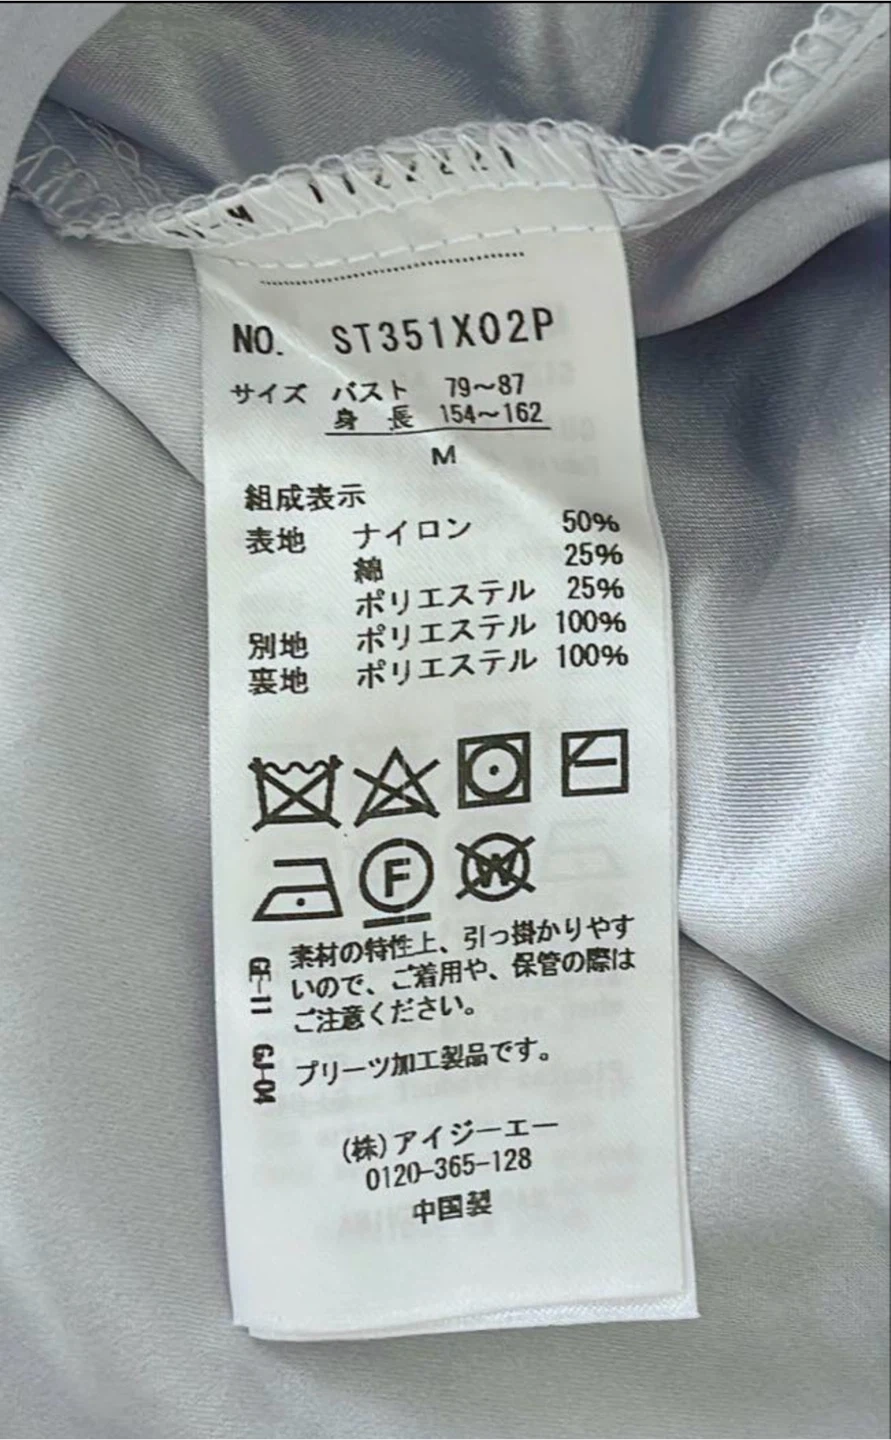 NO. ST351X02P
サイズ バスト 79～87
身長 154～162
M
組成表示
表地 ナイロン 50%
綿 25%
ポリエステル 25%
別地 ポリエステル 100%
裏地 ポリエステル 100%
F
W
GF-11 素材の特性上、引っ掛かりやす
いので、ご着用や、保管の際は
ご注意ください。
GJ-04 プリーツ加工製品です。
(株)アイジーエー
0120-365-128
中国製